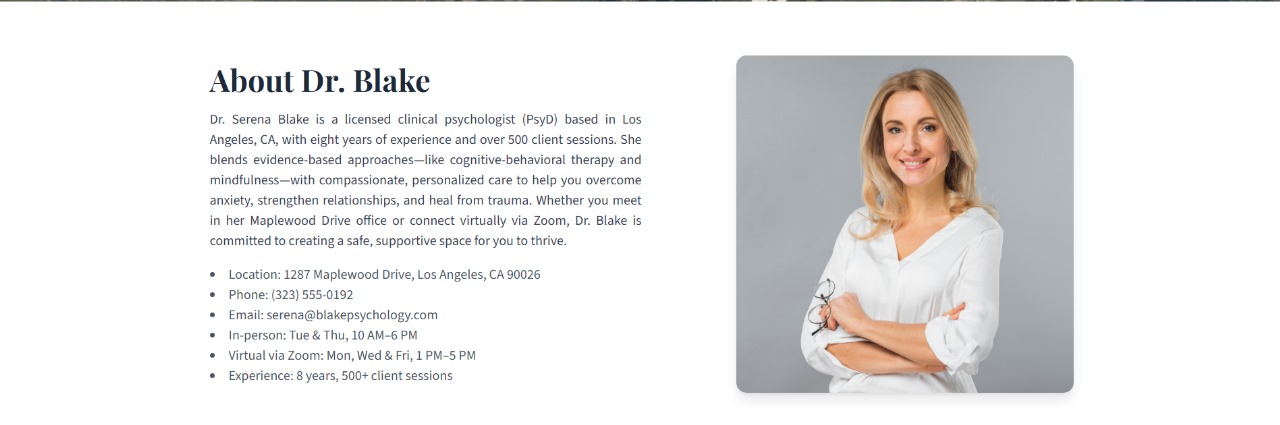 About Dr. Blake
Dr. Serena Blake is a licensed clinical psychologist (PsyD) based in Los
Angeles, CA, with eight years of experience and over 500 client sessions. She
blends evidence-based approaches—like cognitive-behavioral therapy and
mindfulness—with compassionate, personalized care to help you overcome
anxiety, strengthen relationships, and heal from trauma. Whether you meet
in her Maplewood Drive office or connect virtually via Zoom, Dr. Blake is
committed to creating a safe, supportive space for you to thrive.
• Location: 1287 Maplewood Drive, Los Angeles, CA 90026
• Phone: (323) 555-0192
• Email: serena@blakepsychology.com
• In-person: Tue & Thu, 10 AM–6 PM
• Virtual via Zoom: Mon, Wed & Fri, 1 PM–5 PM
• Experience: 8 years, 500+ client sessions